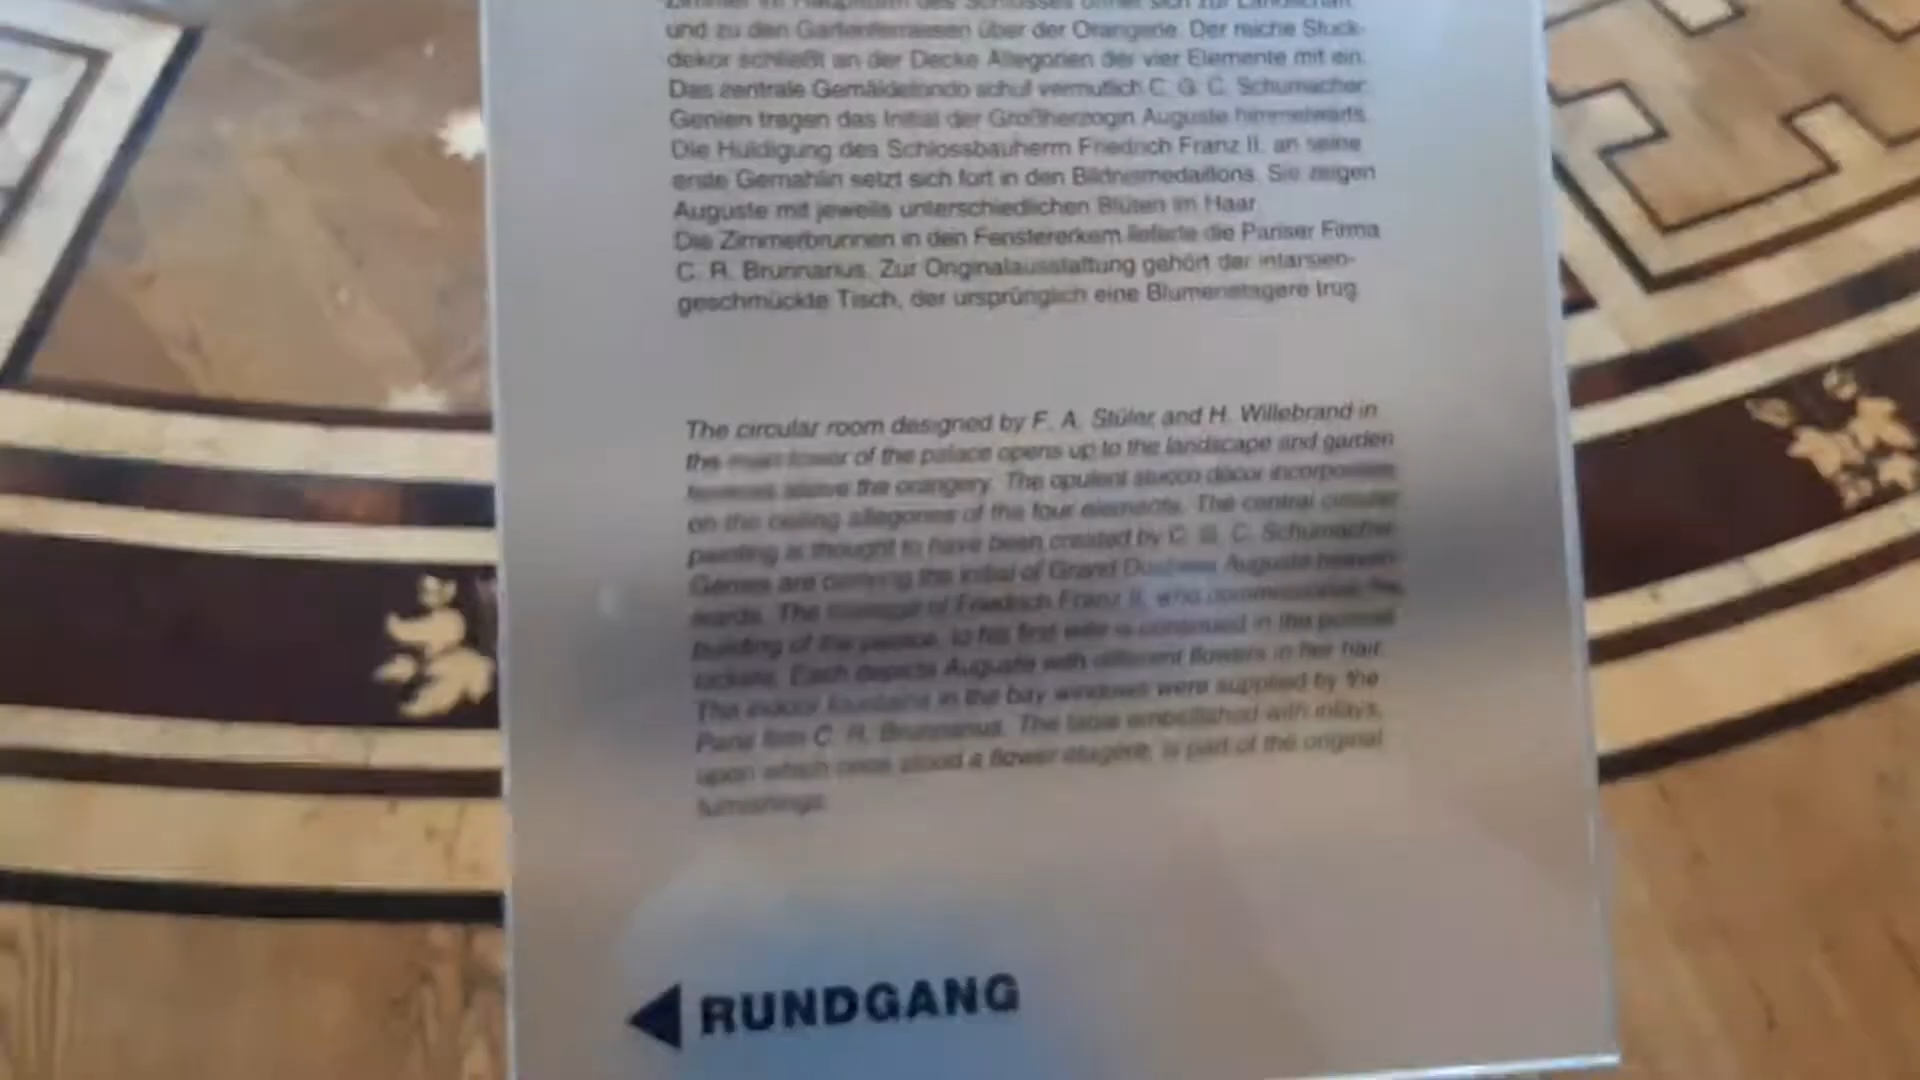 Zimmer im Hauptturm des Schlosses öffnet sich zur Landschaft
und zu den Gartenterrassen über der Orangerie. Der reiche Stuck-
dekor schließt an der Decke Allegorien der vier Elemente mit ein.
Das zentrale Gemäldetondo schuf vermutlich C. G. C. Schumacher.
Genien tragen das Initial der Großherzogin Auguste himmelwärts.
Die Huldigung des Schlossbauherrn Friedrich Franz II. an seine
erste Gemahlin setzt sich fort in den Bildnismedaillons. Sie zeigen
Auguste mit jeweils unterschiedlichen Blüten im Haar.
Die Zimmerbrunnen in den Fenstererkern lieferte die Pariser Firma
C. R. Brunnarius. Zur Originalausstattung gehört der intarsien-
geschmückte Tisch, der ursprünglich eine Blumenetagere trug.
The circular room designed by F. A. Stüler and H. Willebrand in
the main tower of the palace opens up to the landscape and garden
terraces above the orangery. The opulent stucco décor incorporates
on the ceiling allegories of the four elements. The central circular
painting is thought to have been created by C. G. C. Schumacher.
Genies are carrying the initial of Grand Duchess Auguste heaven-
wards. The of Friedrich Franz II, who commissioned the
building of the palace, to his first wife is continued in the portrait
lockets. Each depicts Auguste with different flowers in her hair.
The indoor fountains in the bay windows were supplied by the
Paris firm C. R. Brunnarius. The table embellished with inlays,
upon which once stood a flower etagère, is part of the original
furnishings.
RUNDGANG